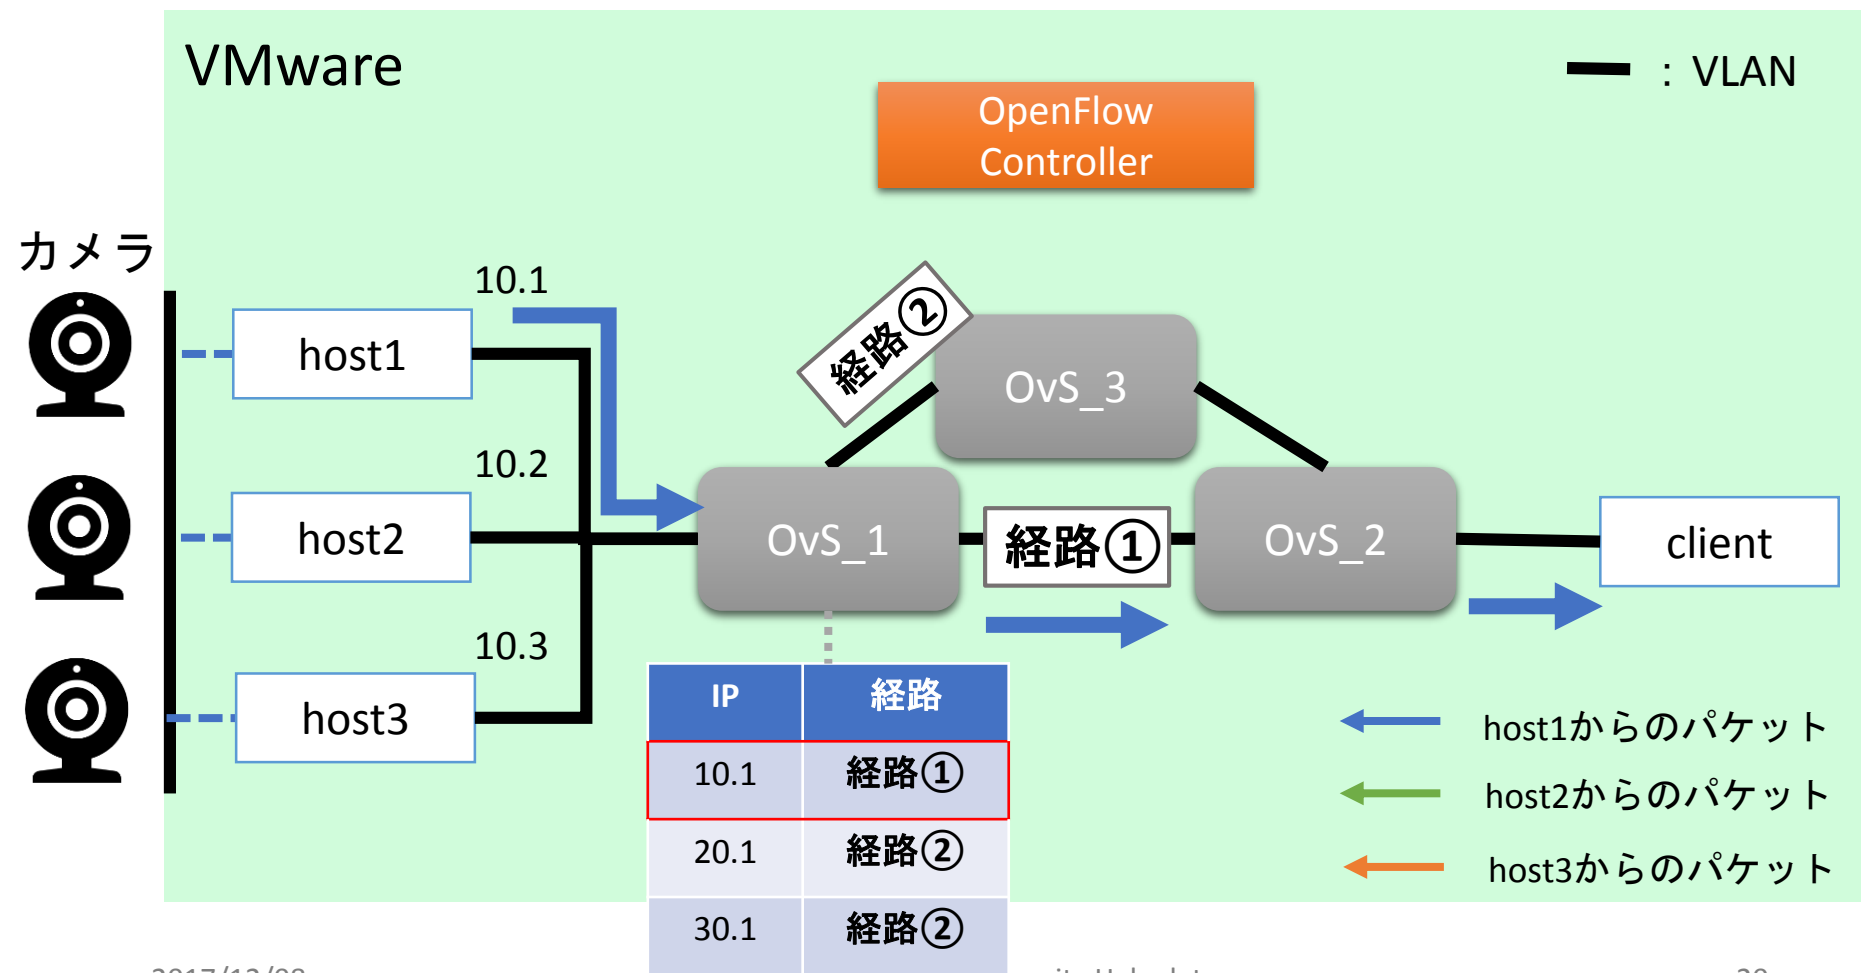 VMware
: VLAN
OpenFlow
Controller
カメラ
10.1
host1
経路②
OvS_3
10.2
host2
OvS_1
経路①
OvS_2
client
10.3
host3
IP 経路
10.1 経路①
20.1 経路②
30.1 経路②
host1からのパケット
host2からのパケット
host3からのパケット